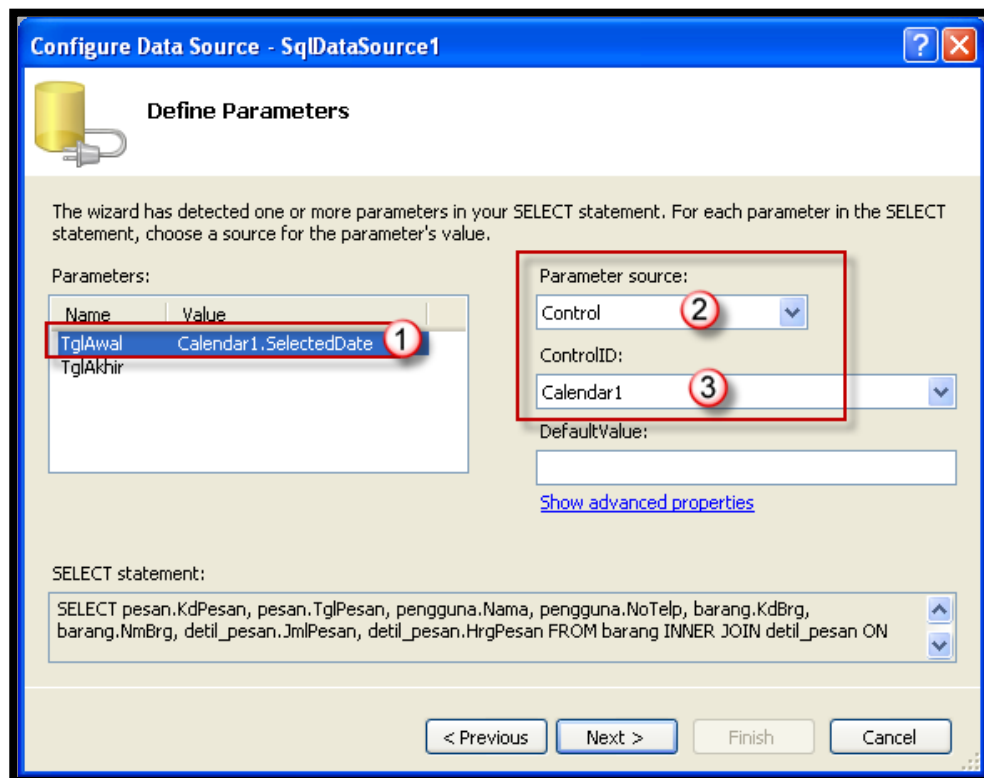 Configure Data Source - SqlDataSource1
Define Parameters
The wizard has detected one or more parameters in your SELECT statement. For each parameter in the SELECT
statement, choose a source for the parameter's value.
Parameters:
Name Value
TglAwal Calendar1.SelectedDate 1
TglAkhir
Parameter source:
Control 2
ControlID:
Calendar1 3
DefaultValue:
Show advanced properties
SELECT statement:
SELECT pesan.KdPesan, pesan.TglPesan, pengguna.Nama, pengguna.NoTelp, barang.KdBrg,
barang.NmBrg, detil_pesan.JmlPesan, detil_pesan.HrgPesan FROM barang INNER JOIN detil_pesan ON
< Previous Next > Finish Cancel